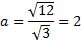 a = √12 / √3 = 2